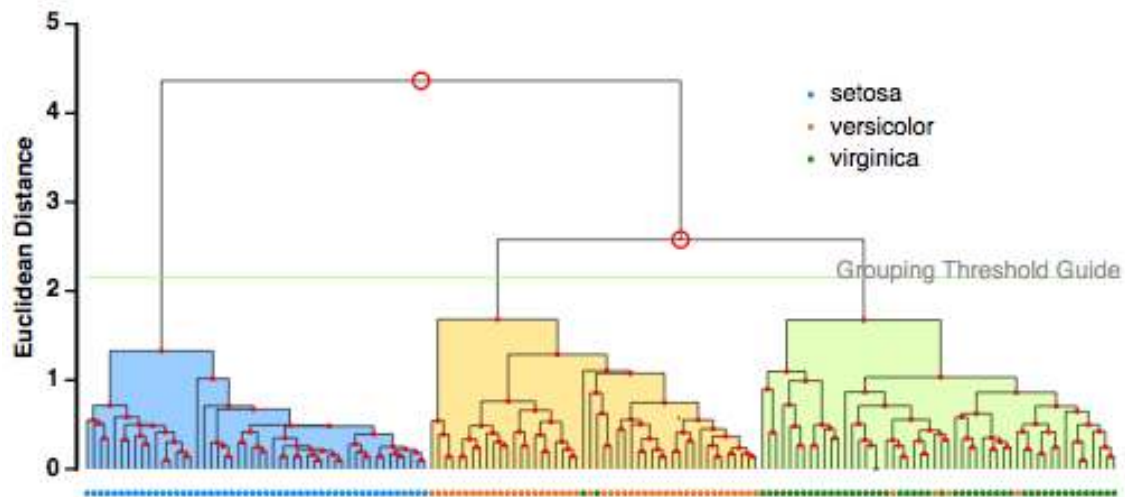 5
4
3
2
1
0
Euclidean Distance
setosa
versicolor
virginica
Grouping Threshold Guide